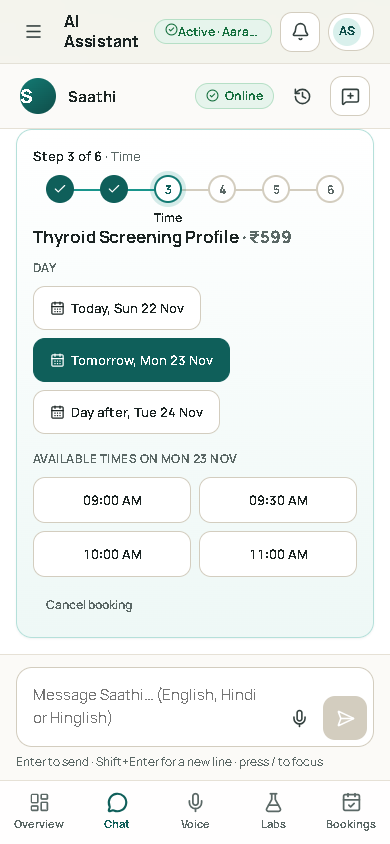 AI Assistant
Active · Aara...
AS
S
Saathi
Online
Step 3 of 6 · Time
3
4
5
6
Time
Thyroid Screening Profile · ₹599
DAY
Today, Sun 22 Nov
Tomorrow, Mon 23 Nov
Day after, Tue 24 Nov
AVAILABLE TIMES ON MON 23 NOV
09:00 AM
09:30 AM
10:00 AM
11:00 AM
Cancel booking
Message Saathi... (English, Hindi
or Hinglish)
Enter to send · Shift+Enter for a new line · press / to focus
Overview
Chat
Voice
Labs
Bookings